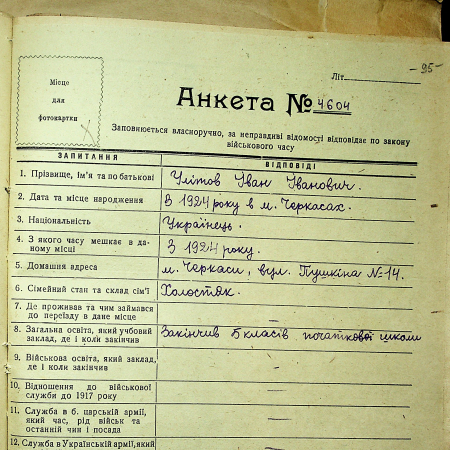 -95-
Місце
для
фотокартки
Літ.
Анкета № 4604
Заповнюється власноручно, за неправдиві відомості відповідає по закону
військового часу
ЗАПИТАННЯ ВІДПОВІДІ
1. Прізвище, ім'я та по батькові Улітов Іван Іванович.
2. Дата та місце народження В 1924 року в м. Черкасах.
3. Національність Українець.
4. З якого часу мешкає в да-
ному місці З 1924 року.
5. Домашня адреса м. Черкаси, вул. Пушкіна № 14.
6. Сімейний стан та склад сім'ї Холостяк.
7. Де проживав та чим займався
до переїзду в дане місце —
8. Загальна освіта, який учбовий
заклад, де і коли закінчив Закінчив 5 класів початкової школи
9. Військова освіта, який заклад,
де і коли закінчив —
10. Відношення до військової
служби до 1917 року —
11. Служба в б. царській армії,
який час, рід військ та
останній чин і посада —
12. Служба в Українській армії, який